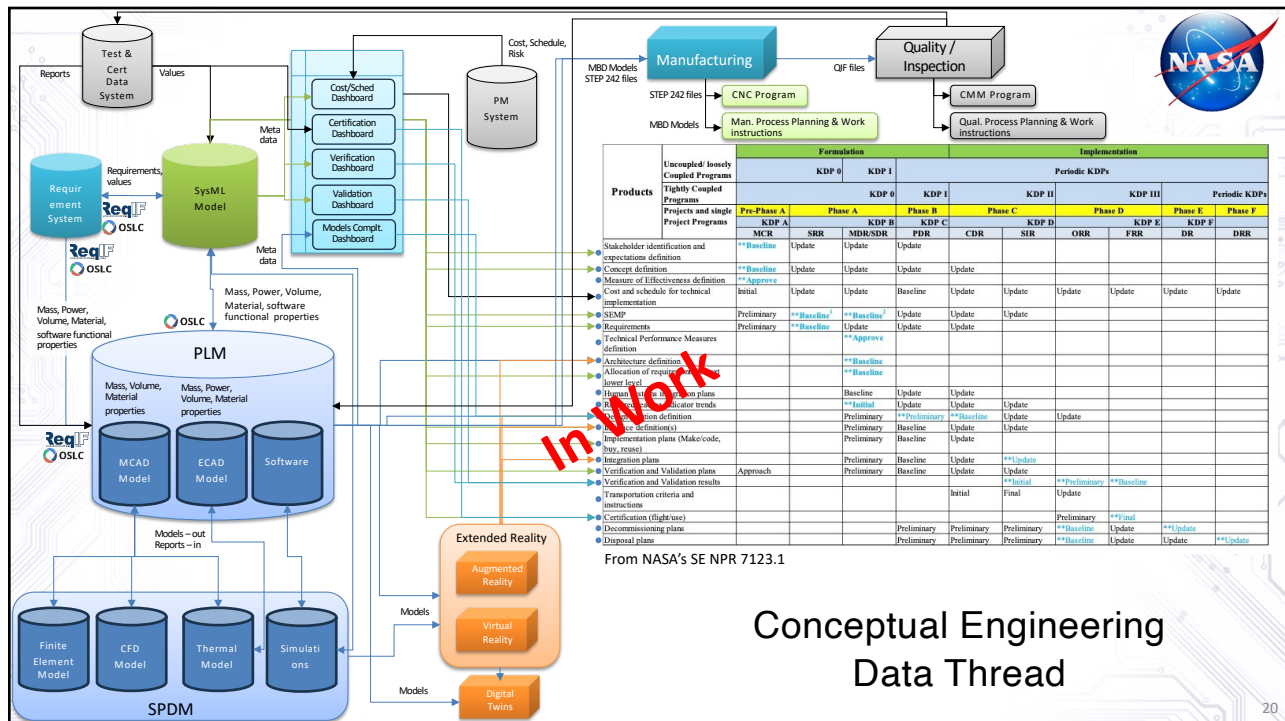 Test &
Cert
Data
System
Reports
Values
Cost/Sched
Dashboard
Certification
Dashboard
Verification
Dashboard
Validation
Dashboard
Models Complt.
Dashboard
Cost, Schedule,
Risk
PM
System
MBD Models
STEP 242 files
Manufacturing
QIF files
Quality /
Inspection
NASA
STEP 242 files
CNC Program
MBD Models
Man. Process Planning & Work
instructions
CMM Program
Qual. Process Planning & Work
instructions
Meta
data
Requirements,
values
Requir
ement
System
SysML
Model
ReqIF
OSLC
ReqIF
OSLC
Meta
data
Mass, Power,
Volume, Material,
software functional
properties
OSLC
Mass, Power, Volume,
Material, software
functional properties
PLM
Mass, Volume,
Material
properties
Mass, Power,
Volume, Material
properties
ReqIF
OSLC
MCAD
Model
ECAD
Model
Software
Models – out
Reports – in
Finite
Element
Model
CFD
Model
Thermal
Model
Simulati
ons
SPDM
Extended Reality
Augmented
Reality
Virtual
Reality
Models
Models
Digital
Twins
Products
Formulation Implementation
Uncoupled/ loosely
Coupled Programs
KDP 0 KDP I Periodic KDPs
Tightly Coupled
Programs
KDP 0 KDP I KDP II KDP III Periodic KDPs
Projects and single
Project Programs
Pre-Phase A Phase A Phase B Phase C Phase D Phase E Phase F
KDP A KDP B KDP C KDP D KDP E KDP F
MCR SRR MDR/SDR PDR CDR SIR ORR FRR DR DRR
Stakeholder identification and
expectations definition
**Baseline Update Update Update
Concept definition **Baseline Update Update Update Update
Measure of Effectiveness definition **Approve
Cost and schedule for technical
implementation
Initial Update Update Baseline Update Update Update Update Update Update
SEMP Preliminary **Baseline1 **Baseline2 Update Update Update
Requirements Preliminary **Baseline Update Update Update
Technical Performance Measures
definition
**Approve
Architecture definition **Baseline
Allocation of
lower level
**Baseline
plans Baseline Update Update
trends **Initial Update Update Update
definition Preliminary **Preliminary **Baseline Update Update
definition(s) Preliminary Baseline Update Update
Implementation plans (Make/code,
buy, reuse)
Preliminary Baseline Update
Integration plans Preliminary Baseline Update **Update
Verification and Validation plans Approach Preliminary Baseline Update Update
Verification and Validation results **Initial **Preliminary **Baseline
Transportation criteria and
instructions
Initial Final Update
Certification (flight/use) Preliminary **Final
Decommissioning plans Preliminary Preliminary Preliminary **Baseline Update **Update
Disposal plans Preliminary Preliminary Preliminary **Baseline Update Update **Update
In Work
From NASA's SE NPR 7123.1
Conceptual Engineering
Data Thread
20